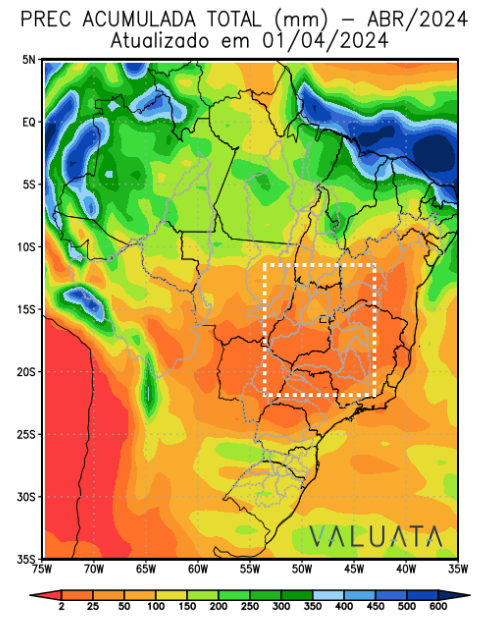 PREC ACUMULADA TOTAL (mm) – ABR/2024
Atualizado em 01/04/2024
5N
EQ
5S
10S
15S
20S
25S
30S
35S
VALUATA
75W 70W 65W 60W 55W 50W 45W 40W 35W
2 25 50 100 150 200 250 300 350 400 450 500 600